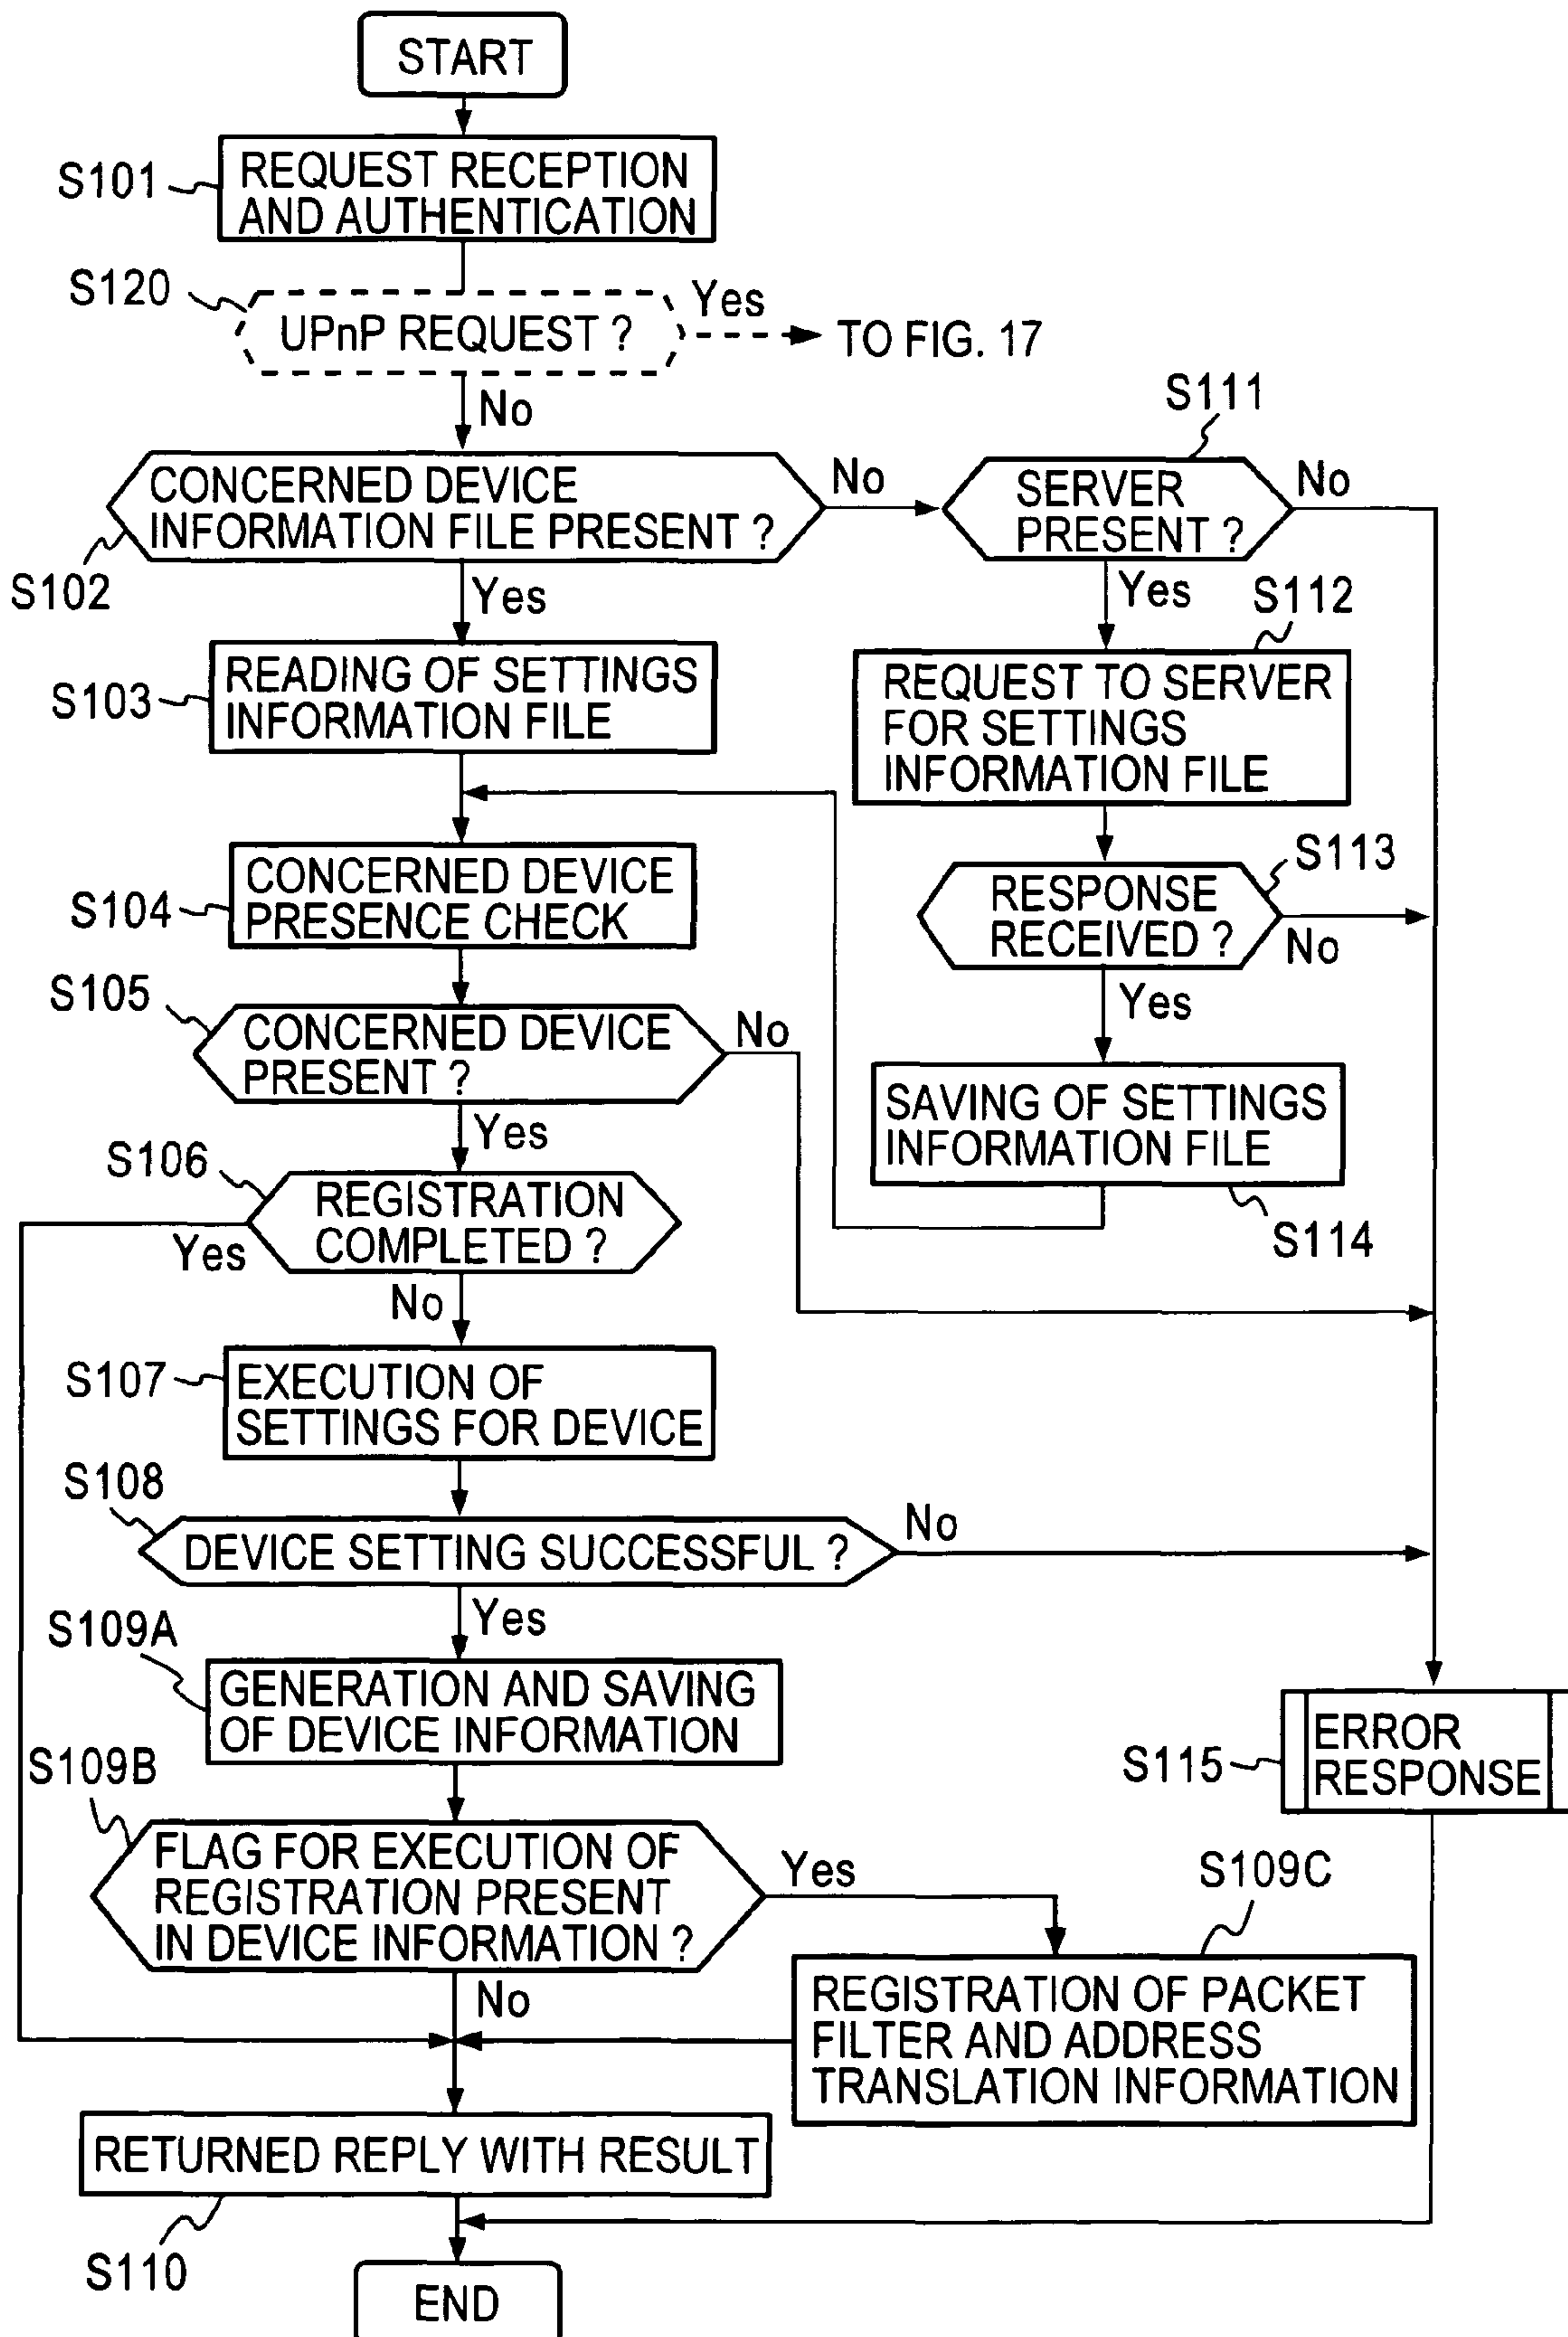 START
S101
REQUEST RECEPTION
AND AUTHENTICATION
S120
UPnP REQUEST ?
Yes
TO FIG. 17
No
S111
CONCERNED DEVICE
INFORMATION FILE PRESENT ?
No
SERVER
PRESENT ?
No
S102
Yes
Yes
S112
S103
READING OF SETTINGS
INFORMATION FILE
REQUEST TO SERVER
FOR SETTINGS
INFORMATION FILE
S113
S104
CONCERNED DEVICE
PRESENCE CHECK
RESPONSE
RECEIVED ?
No
S105
Yes
CONCERNED DEVICE
PRESENT ?
No
SAVING OF SETTINGS
INFORMATION FILE
Yes
S106
REGISTRATION
COMPLETED ?
Yes
S114
No
S107
EXECUTION OF
SETTINGS FOR DEVICE
S108
DEVICE SETTING SUCCESSFUL ?
No
Yes
S109A
GENERATION AND SAVING
OF DEVICE INFORMATION
S115
ERROR
RESPONSE
S109B
FLAG FOR EXECUTION OF
REGISTRATION PRESENT
IN DEVICE INFORMATION ?
Yes
S109C
No
REGISTRATION OF PACKET
FILTER AND ADDRESS
TRANSLATION INFORMATION
RETURNED REPLY WITH RESULT
S110
END